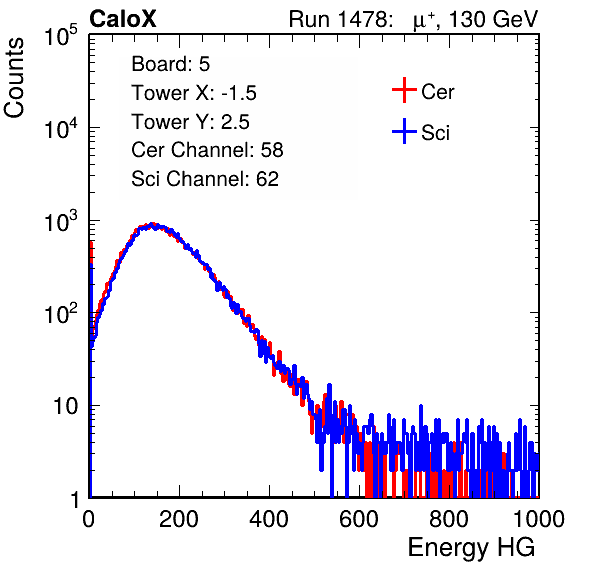 CaloX Run 1478: μ⁺, 130 GeV
Counts
10⁵
10⁴
10³
10²
10
1
Board: 5
Tower X: -1.5
Tower Y: 2.5
Cer Channel: 58
Sci Channel: 62
Cer
Sci
0 200 400 600 800 1000
Energy HG